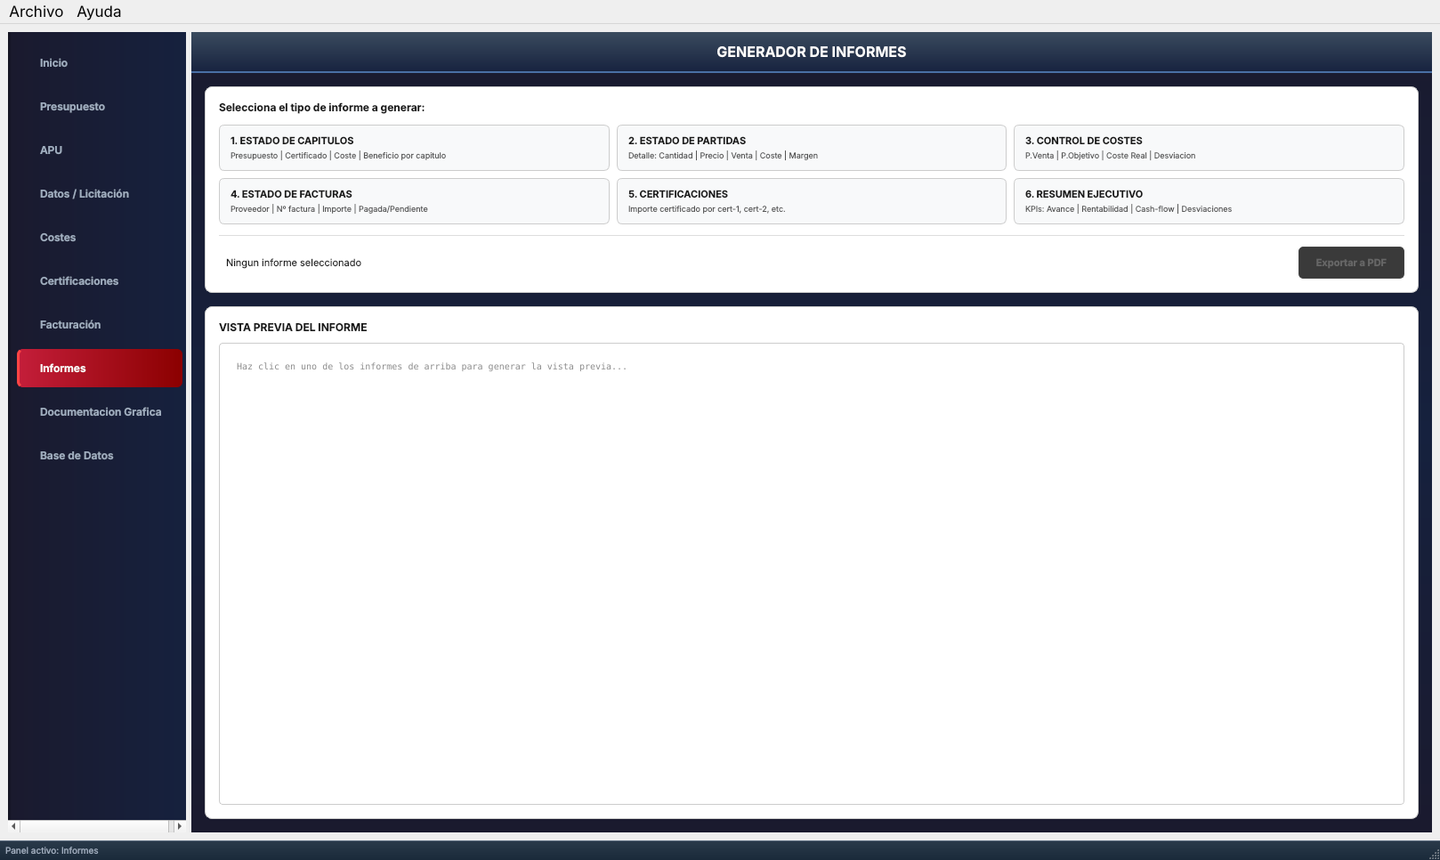 Archivo Ayuda
Inicio
Presupuesto
APU
Datos / Licitación
Costes
Certificaciones
Facturación
Informes
Documentacion Grafica
Base de Datos
GENERADOR DE INFORMES
Selecciona el tipo de informe a generar:
1. ESTADO DE CAPITULOS
Presupuesto | Certificado | Coste | Beneficio por capitulo
2. ESTADO DE PARTIDAS
Detalle: Cantidad | Precio | Venta | Coste | Margen
3. CONTROL DE COSTES
P.Venta | P.Objetivo | Coste Real | Desviacion
4. ESTADO DE FACTURAS
Proveedor | Nº factura | Importe | Pagada/Pendiente
5. CERTIFICACIONES
Importe certificado por cert-1, cert-2, etc.
6. RESUMEN EJECUTIVO
KPIs: Avance | Rentabilidad | Cash-flow | Desviaciones
Ningun informe seleccionado
Exportar a PDF
VISTA PREVIA DEL INFORME
Haz clic en uno de los informes de arriba para generar la vista previa...
Panel activo: Informes